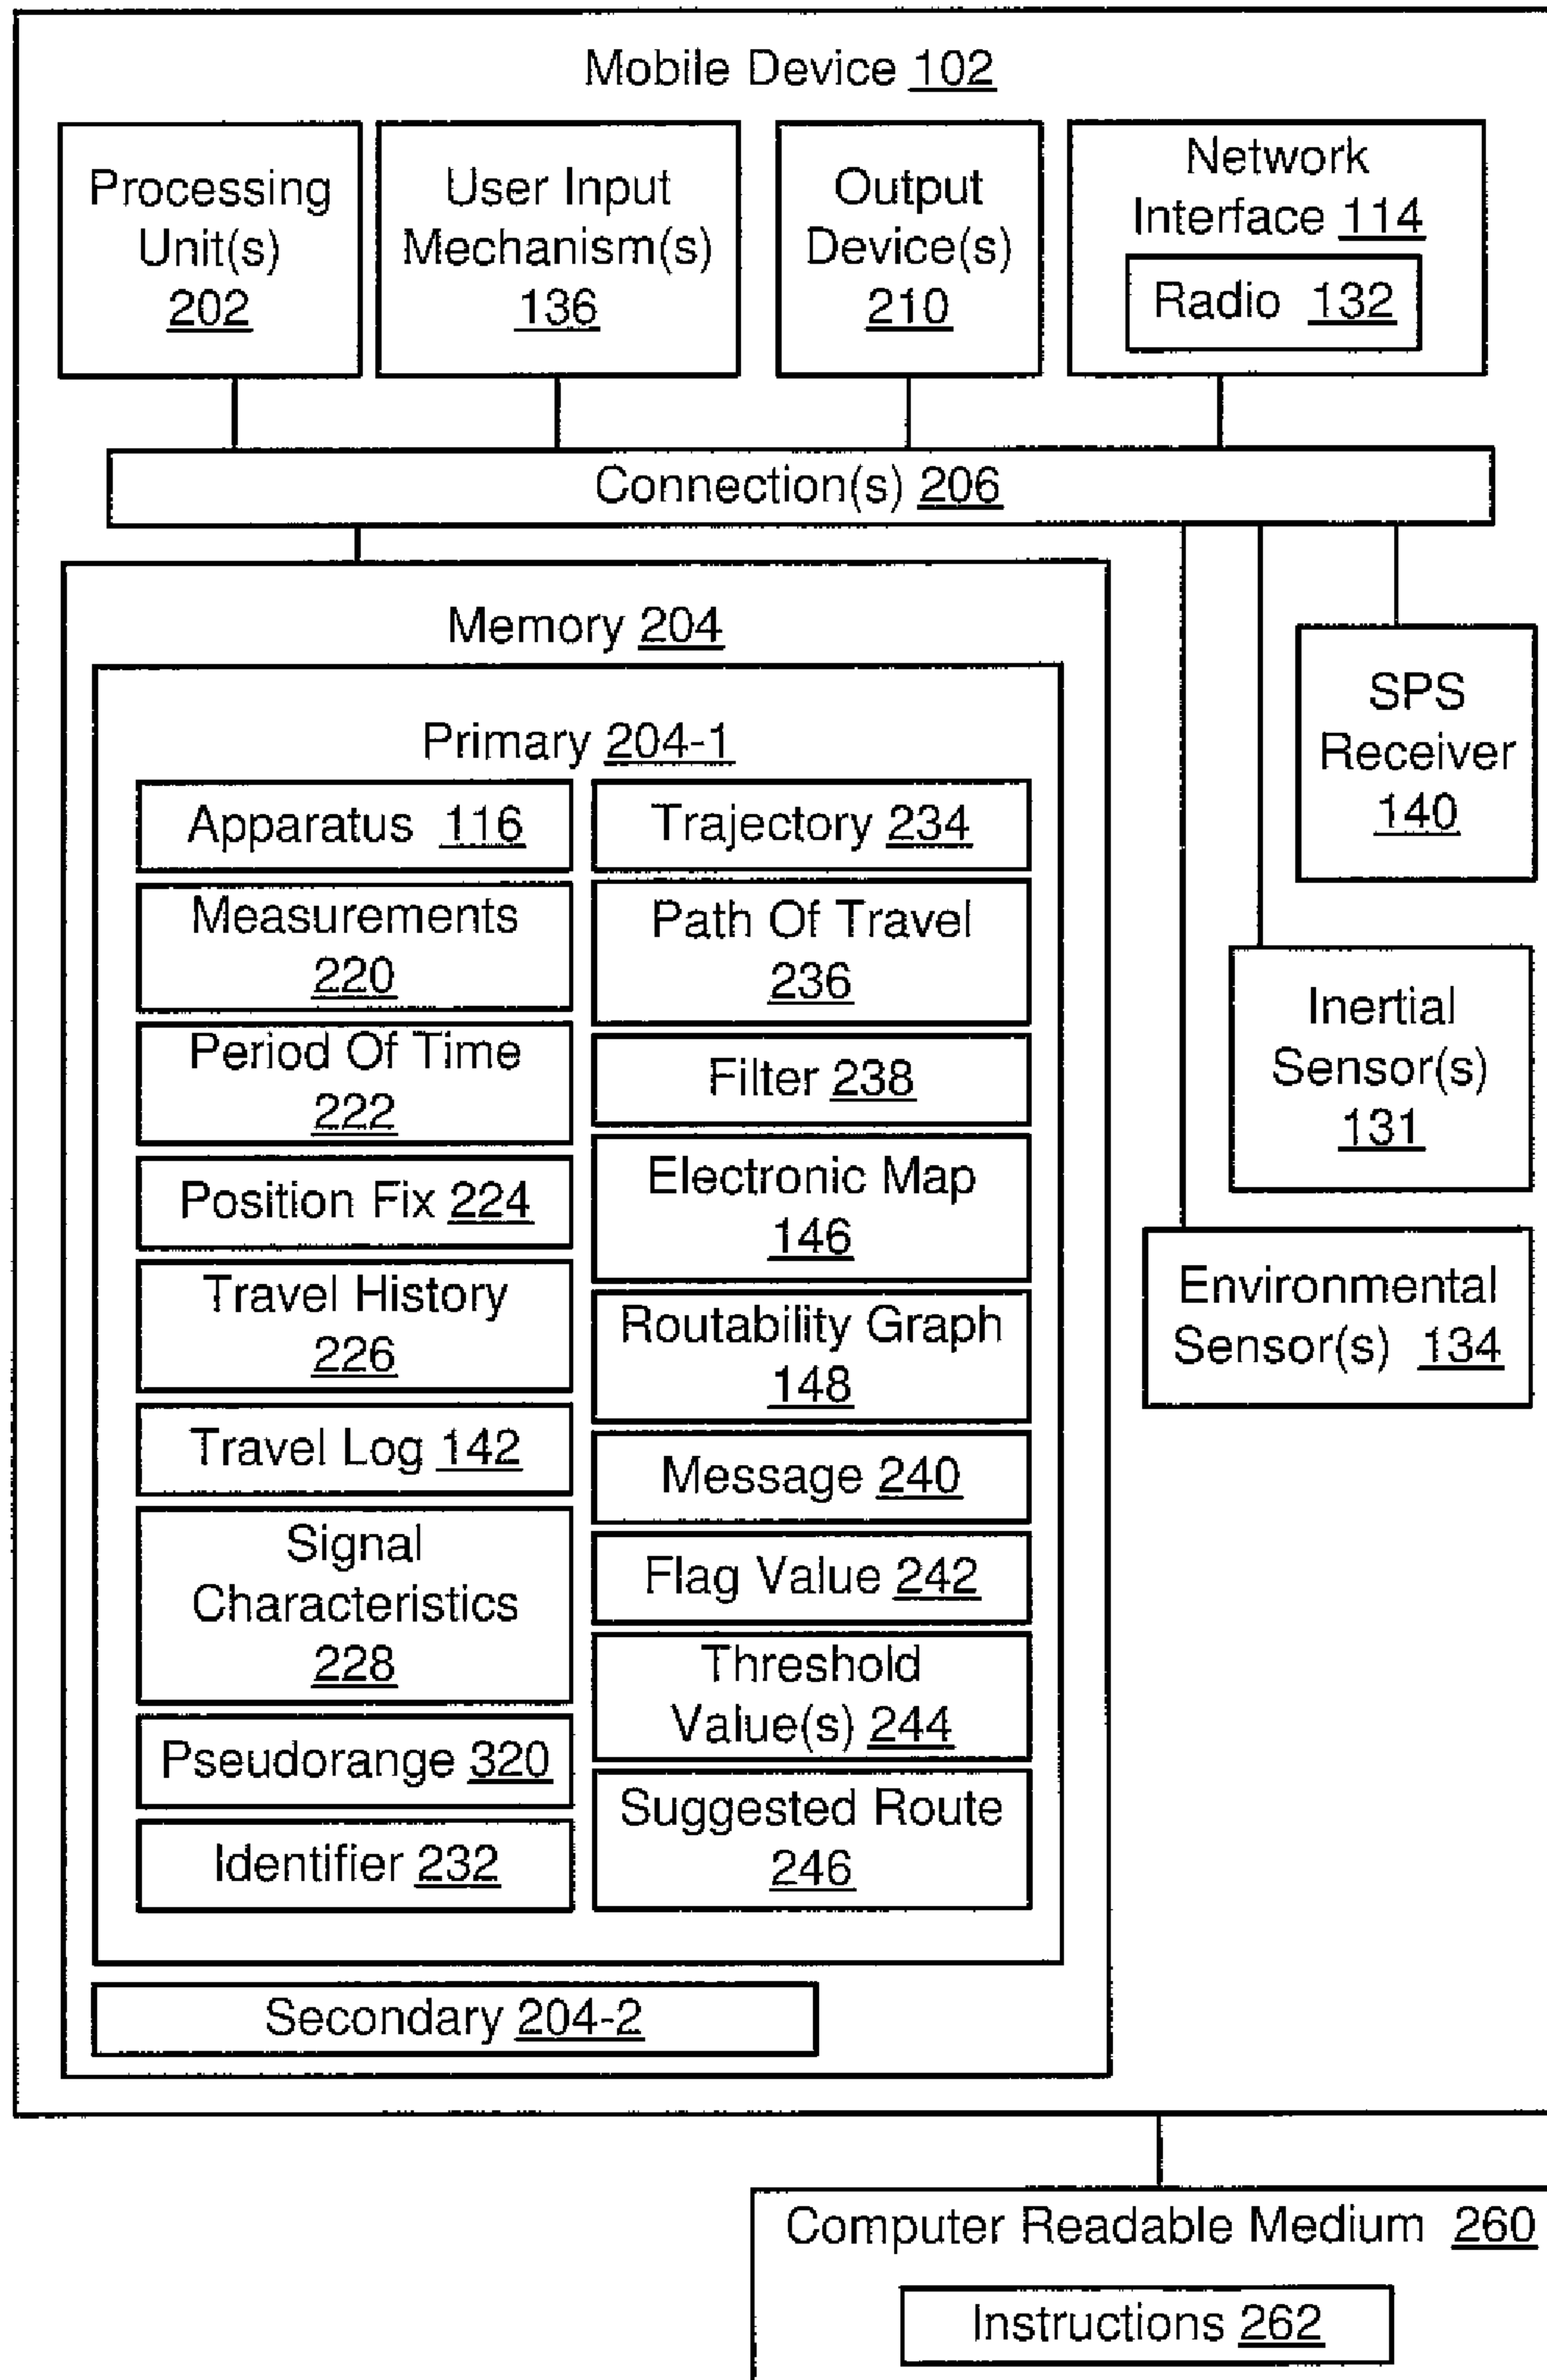 Mobile Device 102
Processing
Unit(s)
202
User Input
Mechanism(s)
136
Output
Device(s)
210
Network
Interface 114
Radio 132
Connection(s) 206
Memory 204
Primary 204-1
Apparatus 116
Measurements
220
Period Of Time
222
Position Fix 224
Travel History
226
Travel Log 142
Signal
Characteristics
228
Pseudorange 320
Identifier 232
Trajectory 234
Path Of Travel
236
Filter 238
Electronic Map
146
Routability Graph
148
Message 240
Flag Value 242
Threshold
Value(s) 244
Suggested Route
246
Secondary 204-2
SPS
Receiver
140
Inertial
Sensor(s)
131
Environmental
Sensor(s) 134
Computer Readable Medium 260
Instructions 262